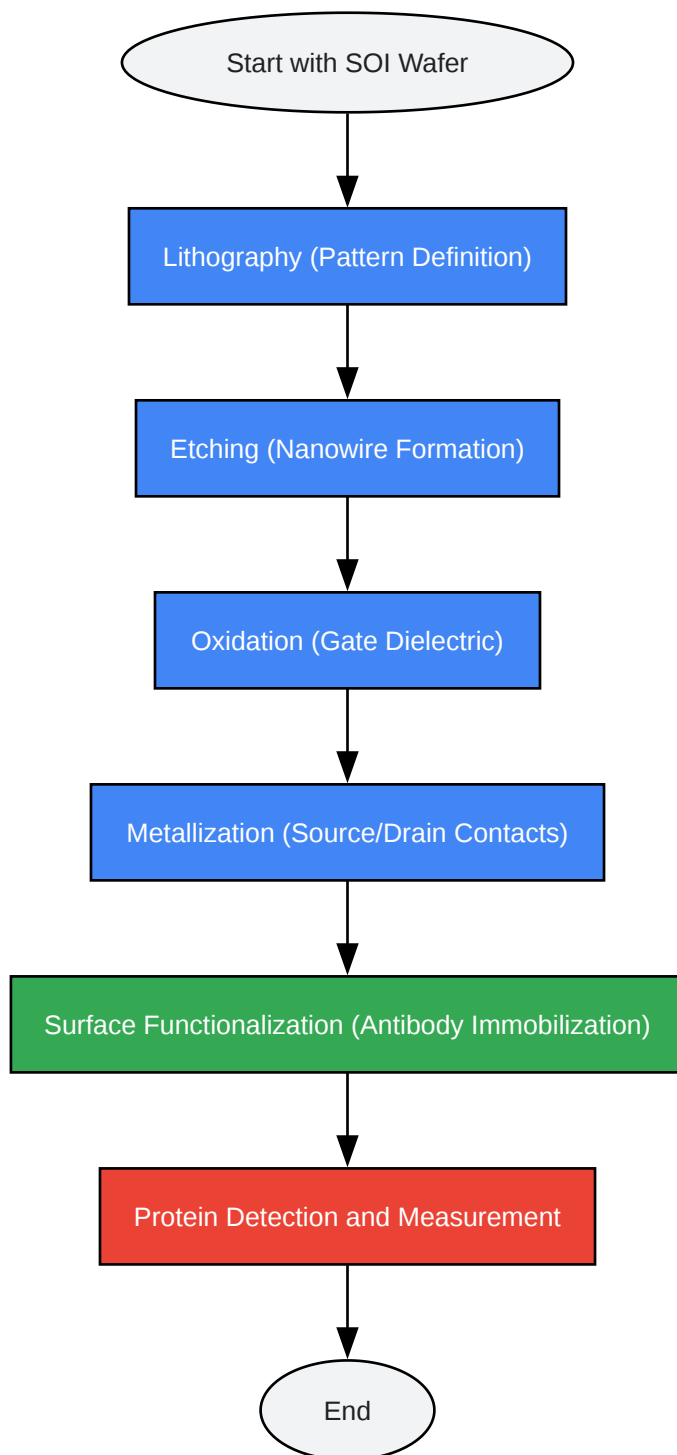 Start with SOI Wafer
Lithography (Pattern Definition)
Etching (Nanowire Formation)
Oxidation (Gate Dielectric)
Metallization (Source/Drain Contacts)
Surface Functionalization (Antibody Immobilization)
Protein Detection and Measurement
End